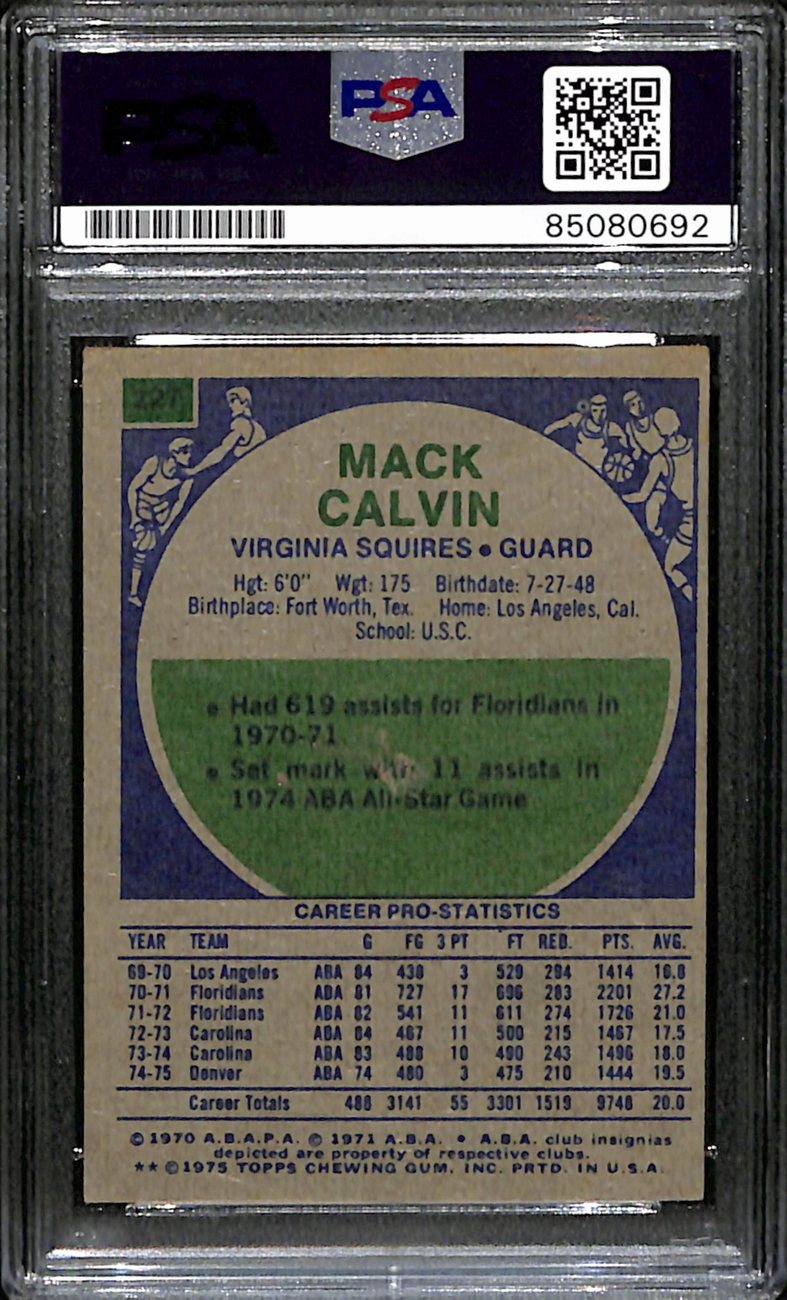 PSA
PSA
85080692
227
MACK
CALVIN
VIRGINIA SQUIRES • GUARD
Hgt: 6'0" Wgt: 175 Birthdate: 7-27-48
Birthplace: Fort Worth, Tex. Home: Los Angeles, Cal.
School: U.S.C.
• Had 619 assists for Floridians in
1970-71
• Set mark with 11 assists in
1974 ABA All-Star Game
CAREER PRO-STATISTICS
YEAR TEAM G FG 3 PT FT REB. PTS. AVG.
69-70 Los Angeles ABA 84 438 3 529 294 1414 16.8
70-71 Floridians ABA 81 727 17 696 283 2201 27.2
71-72 Floridians ABA 82 541 11 611 274 1726 21.0
72-73 Carolina ABA 84 467 11 500 215 1467 17.5
73-74 Carolina ABA 83 488 10 490 243 1496 18.0
74-75 Denver ABA 74 480 3 475 210 1444 19.5
Career Totals 488 3141 55 3301 1519 9748 20.0
© 1970 A.B.A.P.A. © 1971 A.B.A. • A.B.A. club insignias
depicted are property of respective clubs.
** © 1975 TOPPS CHEWING GUM, INC. PRTD. IN U.S.A.